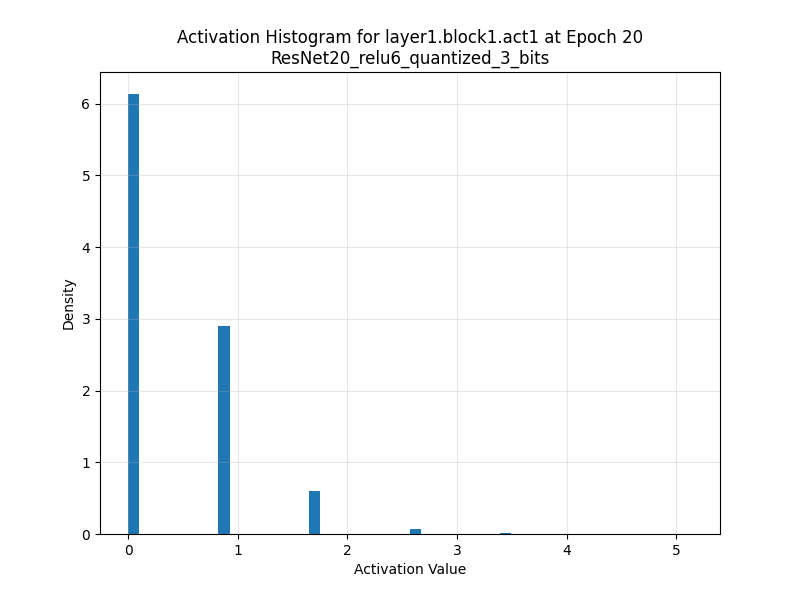 Activation Histogram for layer1.block1.act1 at Epoch 20
ResNet20_relu6_quantized_3_bits
6
5
4
3
2
1
0
Density
0 1 2 3 4 5
Activation Value